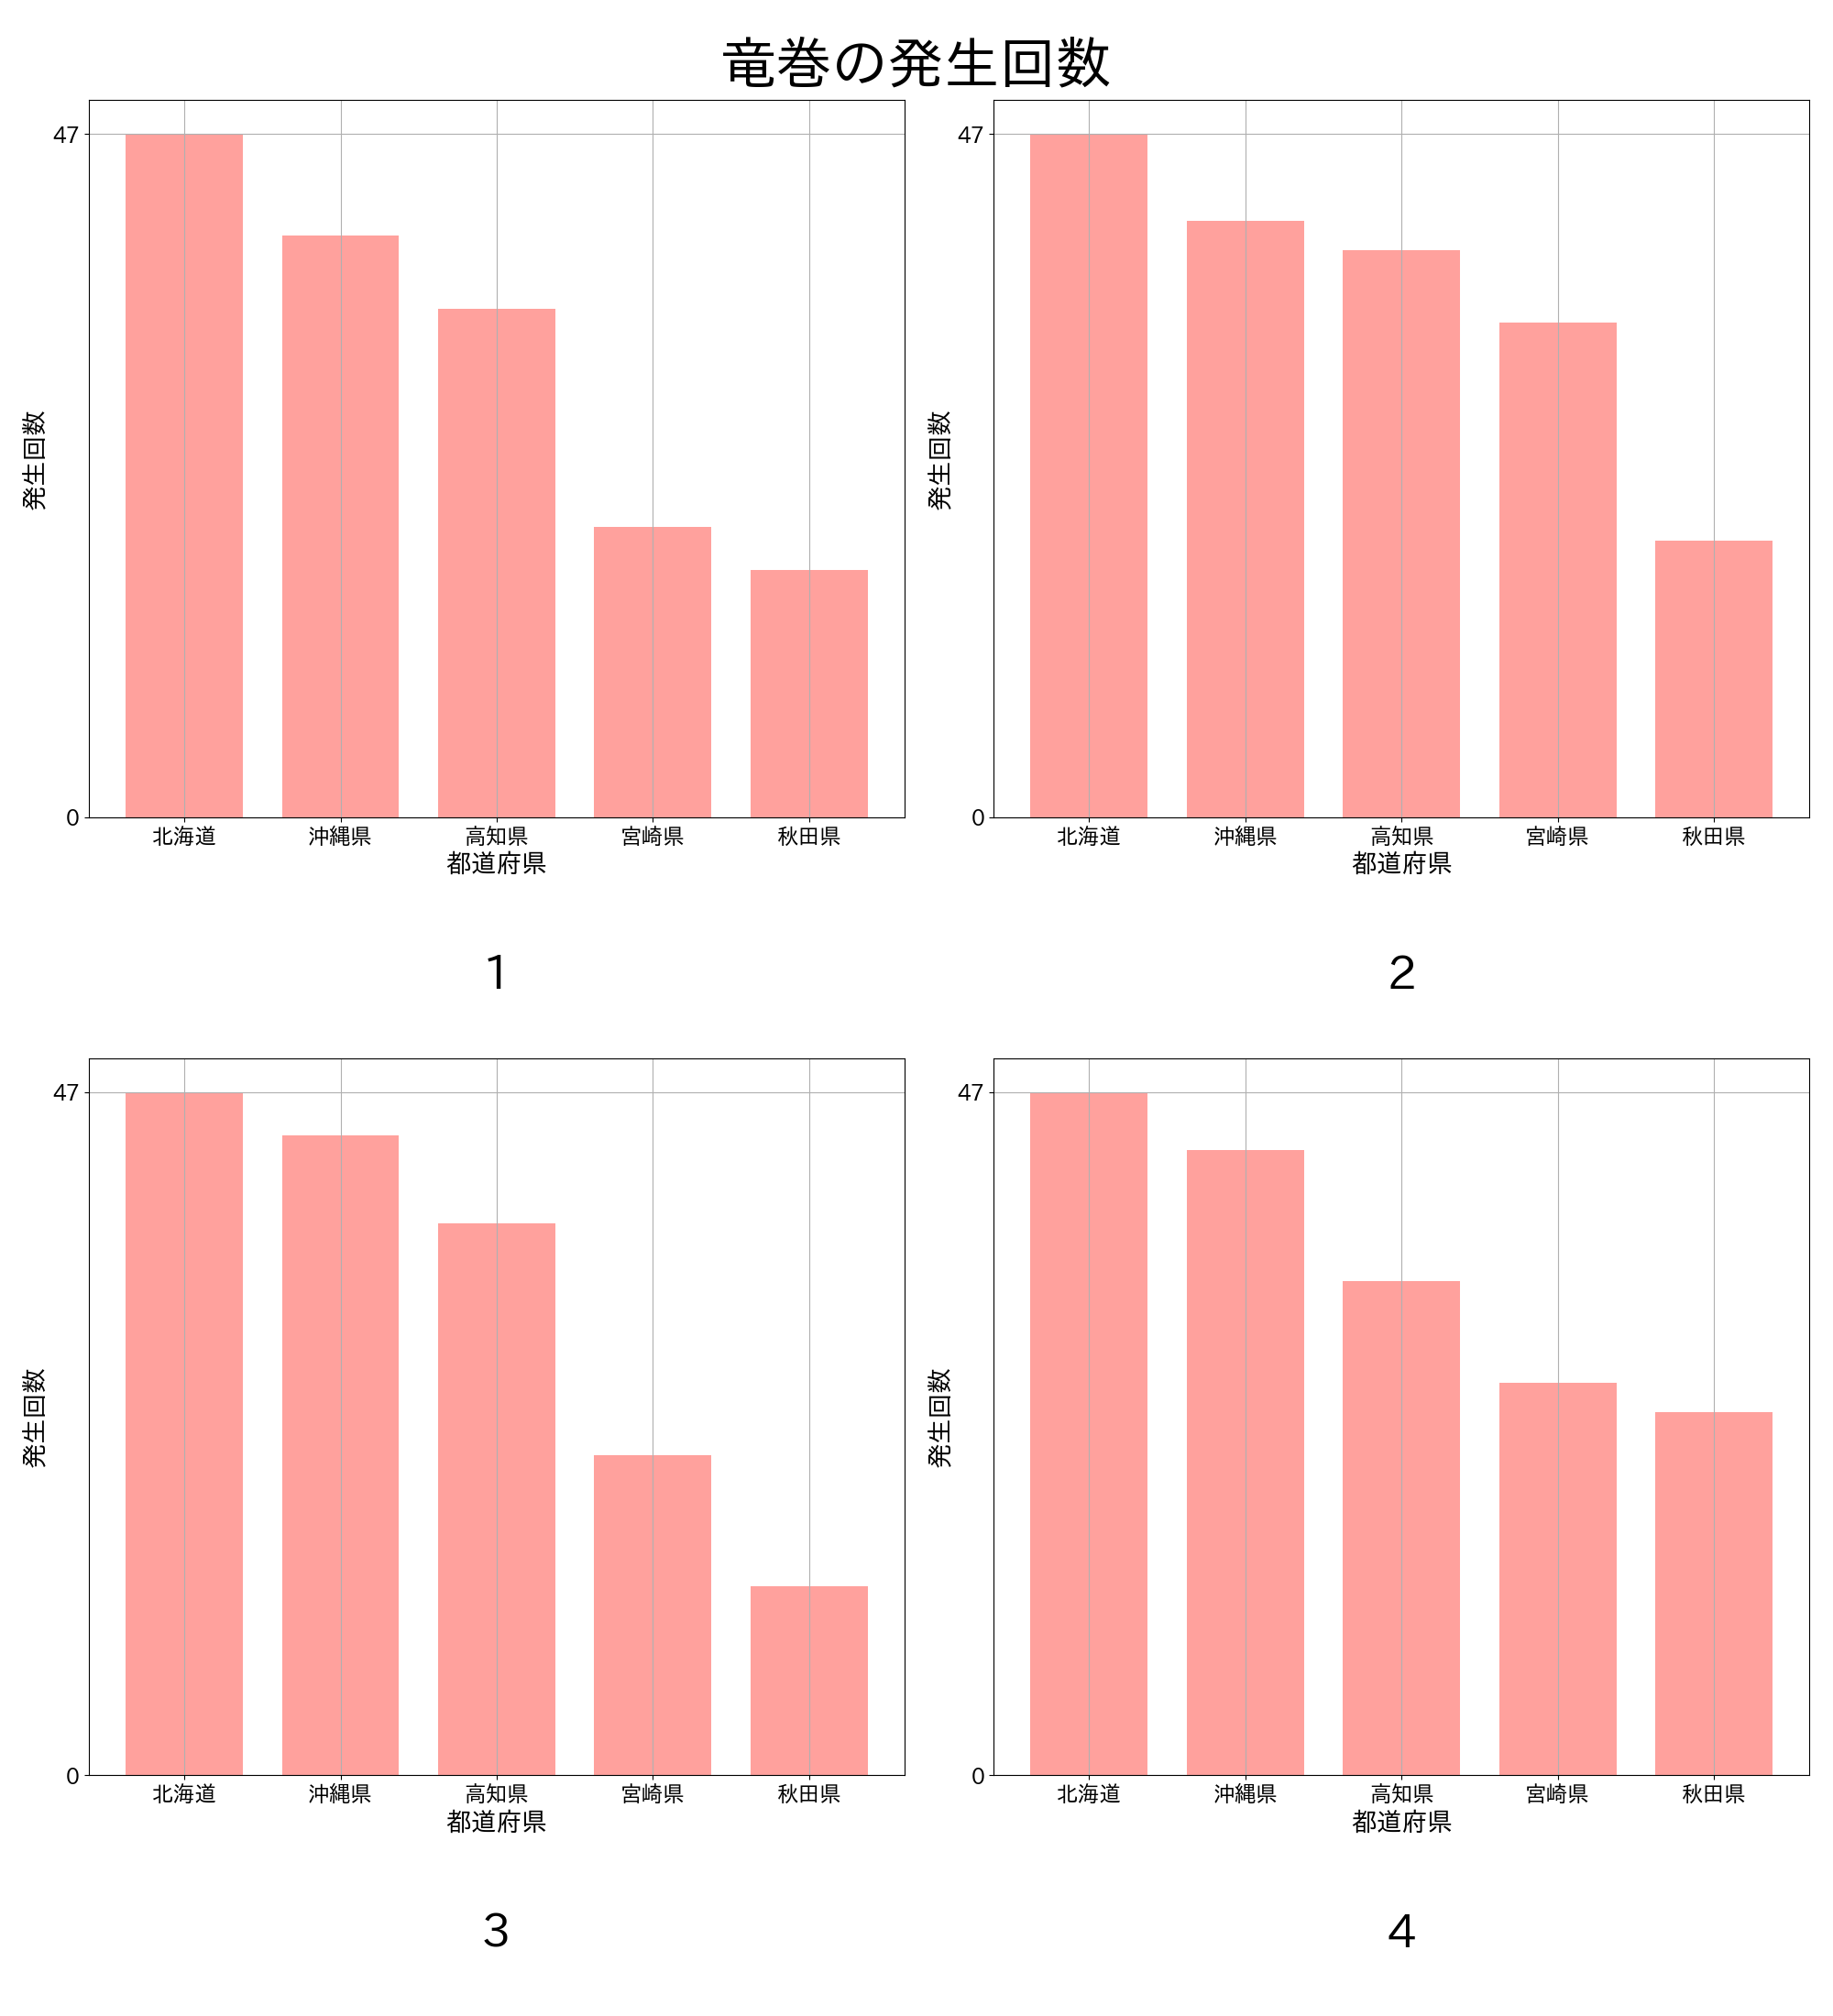 竜巻の発生回数
47
0
発生回数
北海道 沖縄県 高知県 宮崎県 秋田県
都道府県
1
47
0
発生回数
北海道 沖縄県 高知県 宮崎県 秋田県
都道府県
2
47
0
発生回数
北海道 沖縄県 高知県 宮崎県 秋田県
都道府県
3
47
0
発生回数
北海道 沖縄県 高知県 宮崎県 秋田県
都道府県
4